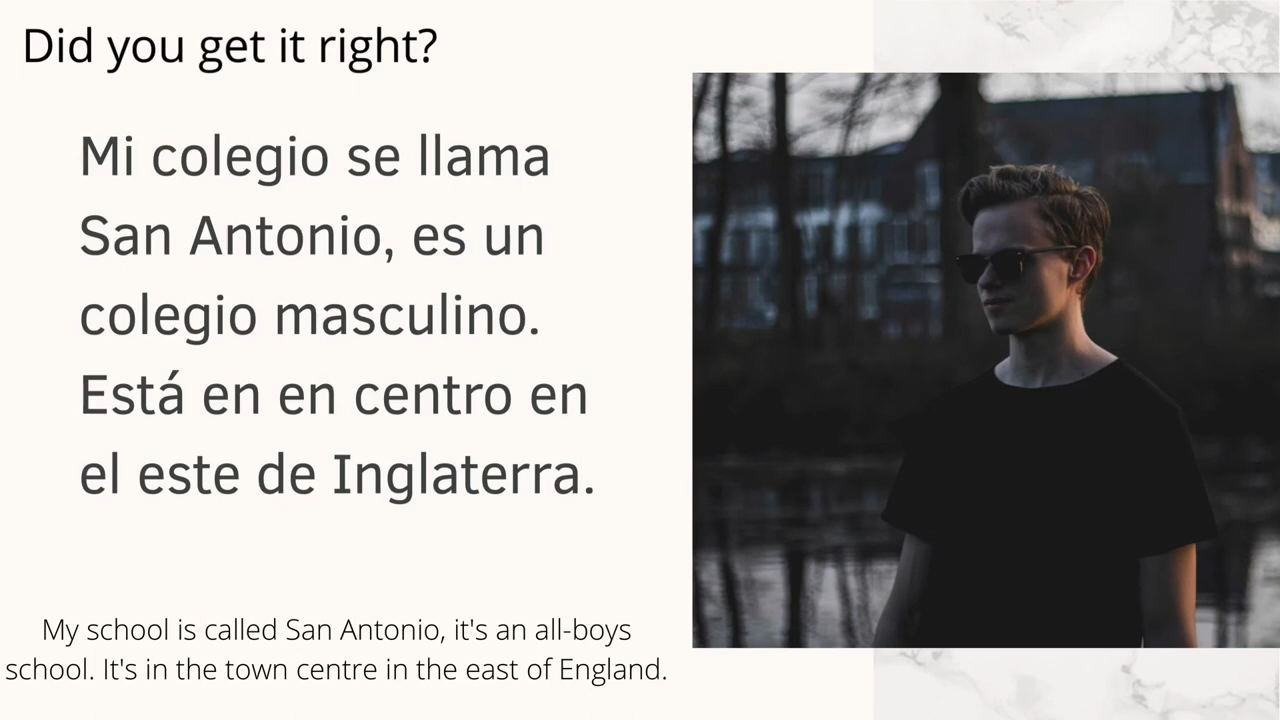 Did you get it right?
Mi colegio se llama
San Antonio, es un
colegio masculino.
Está en en centro en
el este de Inglaterra.
My school is called San Antonio, it's an all-boys
school. It's in the town centre in the east of England.